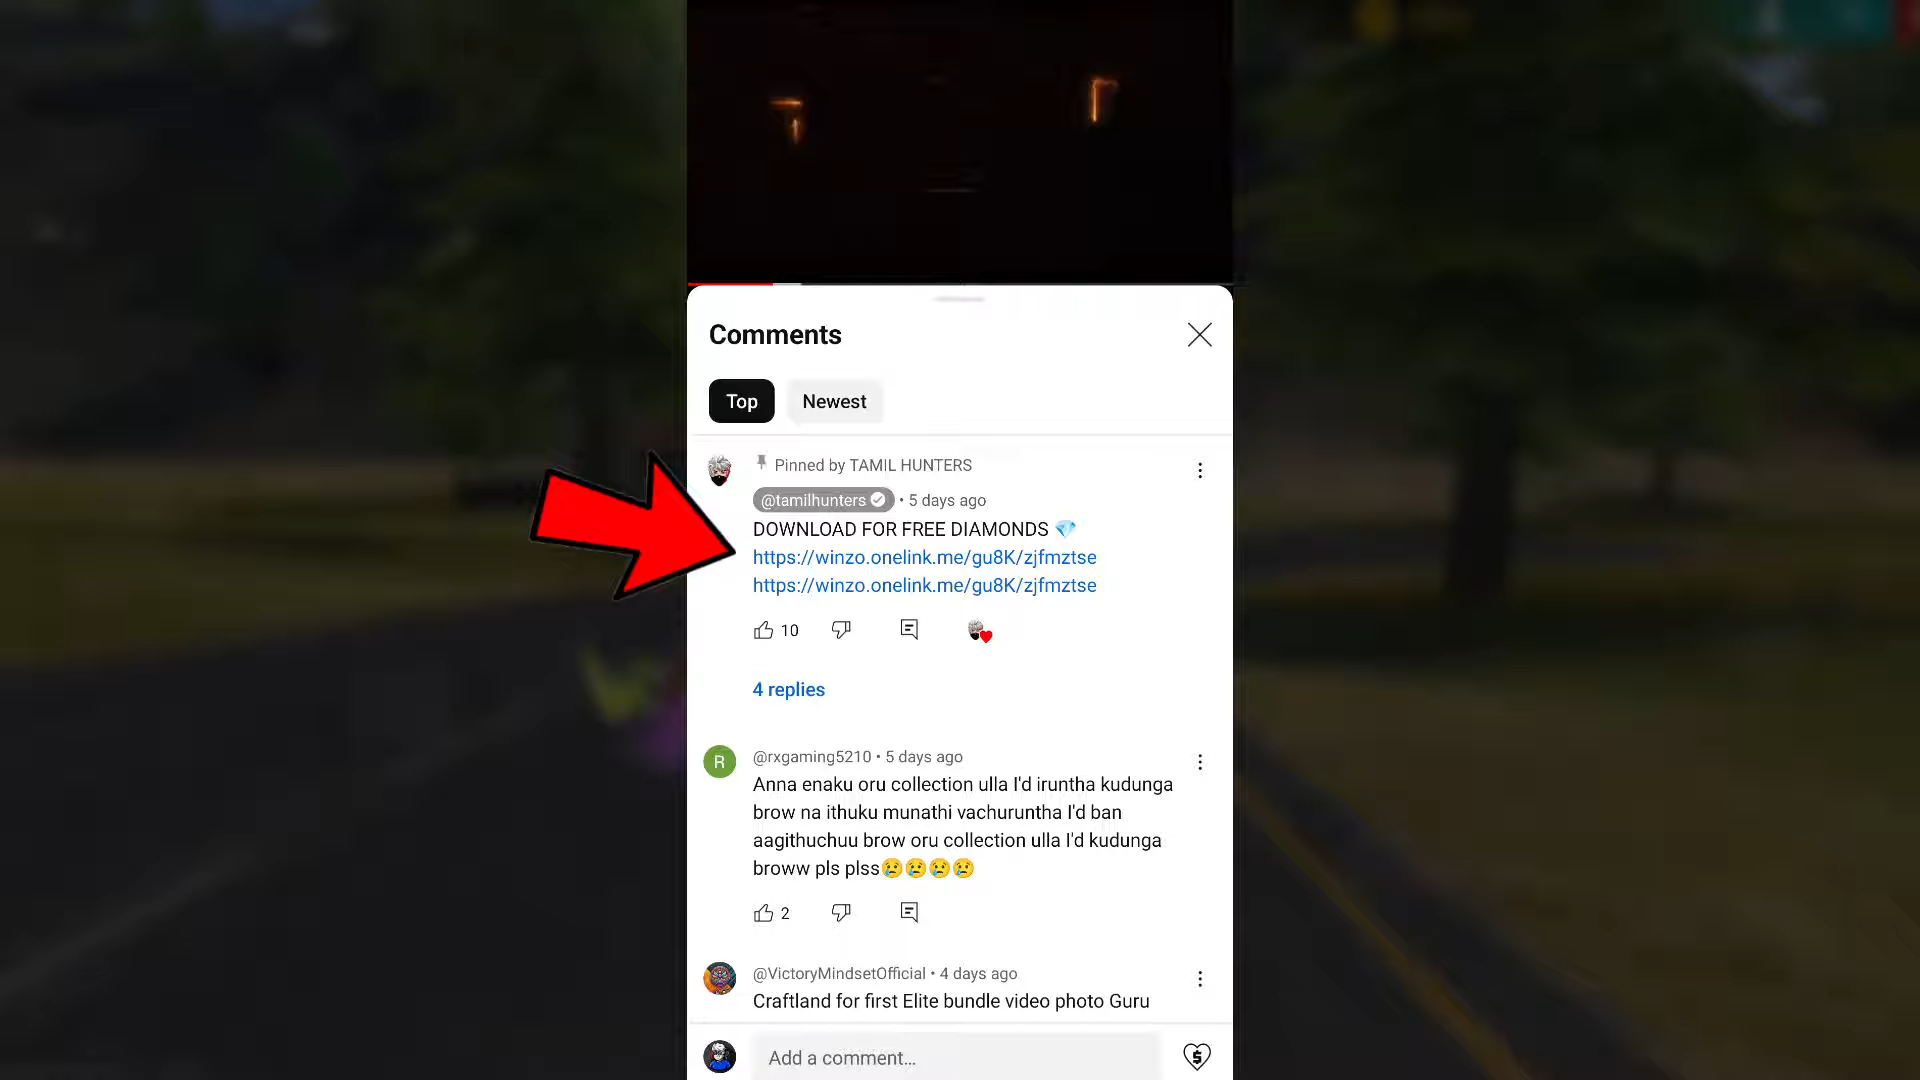 Comments
Top
Newest
Pinned by TAMIL HUNTERS
@tamilhunters • 5 days ago
DOWNLOAD FOR FREE DIAMONDS 💎
https://winzo.onelink.me/gu8K/zjfmztse
https://winzo.onelink.me/gu8K/zjfmztse
10
4 replies
R
@rxgaming5210 • 5 days ago
Anna enaku oru collection ulla I'd iruntha kudunga
brow na ithuku munathi vachuruntha I'd ban
aagithuchuu brow oru collection ulla I'd kudunga
broww pls plss😢😢😢😢
2
@VictoryMindsetOfficial • 4 days ago
Craftland for first Elite bundle video photo Guru
Add a comment...